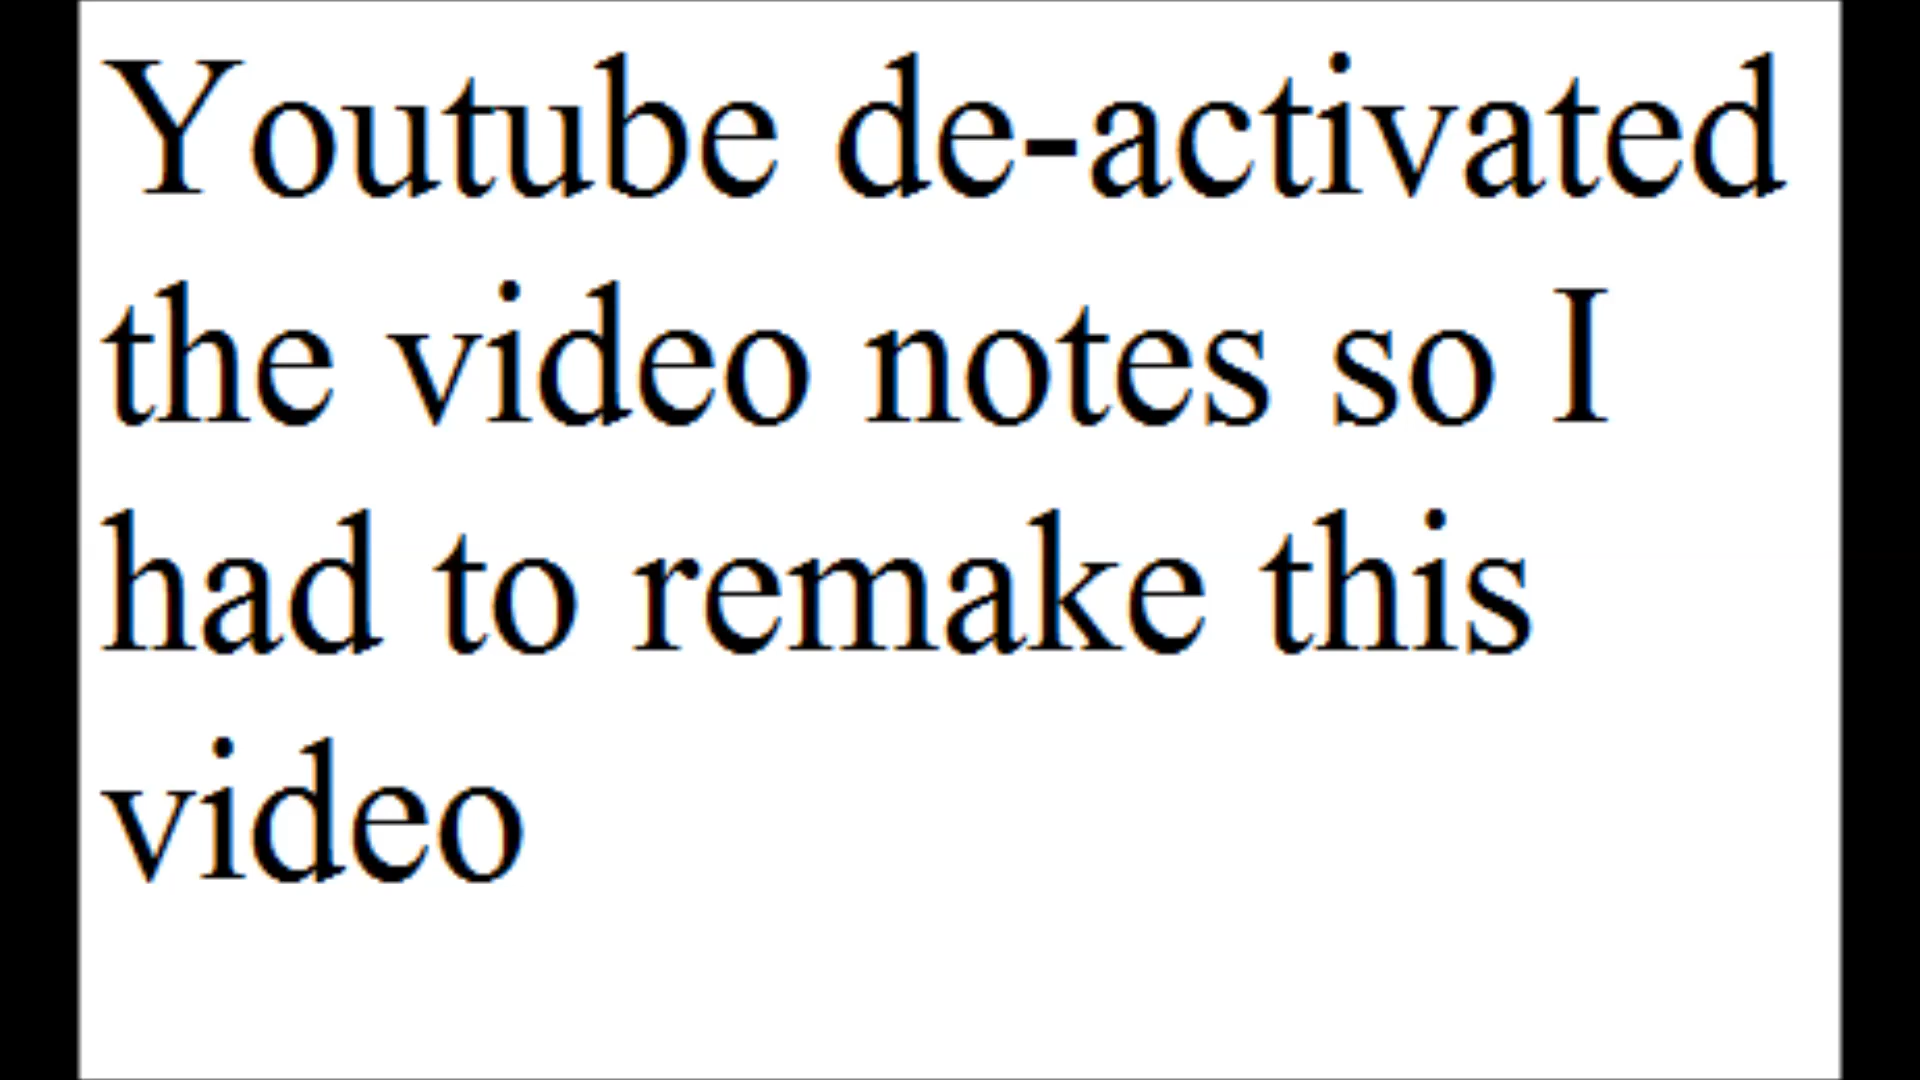 Youtube de-activated
the video notes so I
had to remake this
video